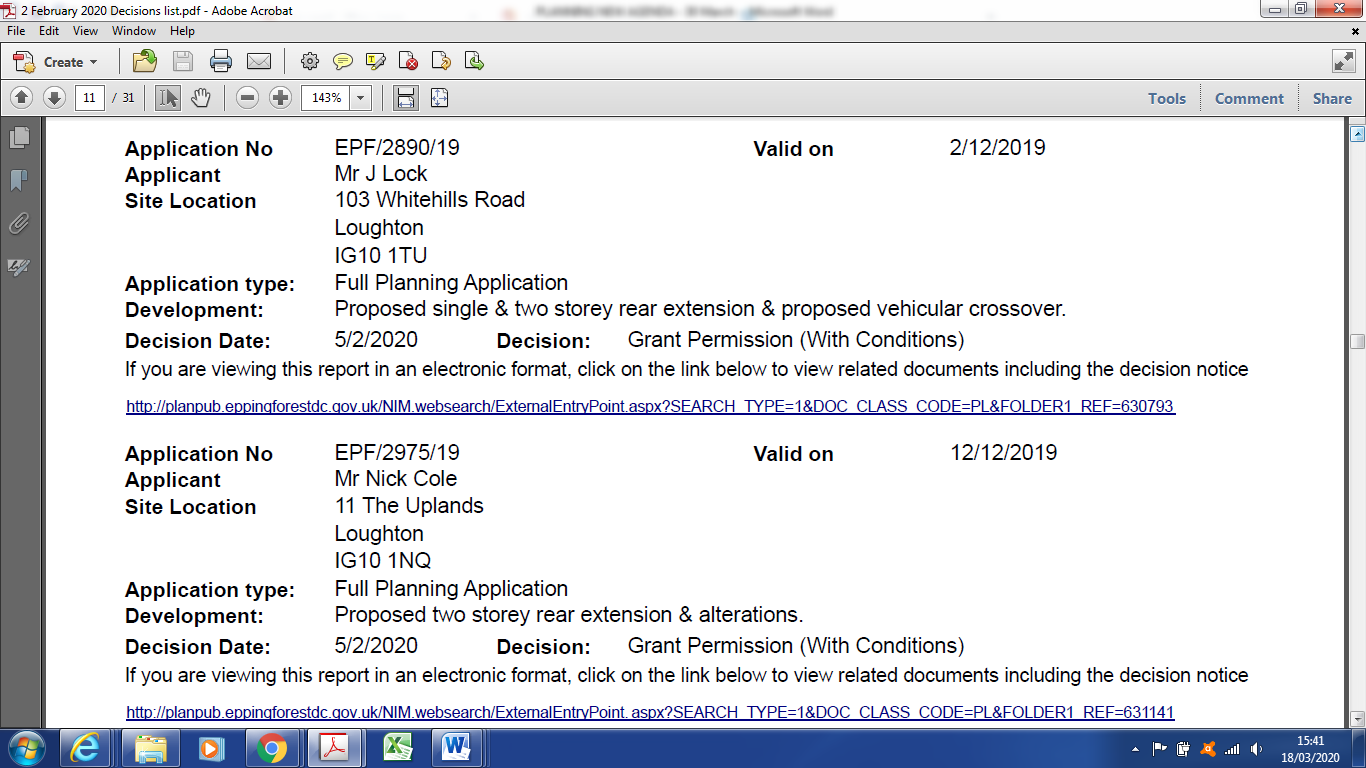 2 February 2020 Decisions list.pdf - Adobe Acrobat
PLANNING NEW AGENDA - 30 March - Microsoft Word
File Edit View Window Help
Create
11 / 31 143% Tools Comment Share
Application No EPF/2890/19 Valid on 2/12/2019
Applicant Mr J Lock
Site Location 103 Whitehills Road
Loughton
IG10 1TU
Application type: Full Planning Application
Development: Proposed single & two storey rear extension & proposed vehicular crossover.
Decision Date: 5/2/2020 Decision: Grant Permission (With Conditions)
If you are viewing this report in an electronic format, click on the link below to view related documents including the decision notice
http://planpub.eppingforestdc.gov.uk/NIM.websearch/ExternalEntryPoint.aspx?SEARCH_TYPE=1&DOC_CLASS_CODE=PL&FOLDER1_REF=630793
Application No EPF/2975/19 Valid on 12/12/2019
Applicant Mr Nick Cole
Site Location 11 The Uplands
Loughton
IG10 1NQ
Application type: Full Planning Application
Development: Proposed two storey rear extension & alterations.
Decision Date: 5/2/2020 Decision: Grant Permission (With Conditions)
If you are viewing this report in an electronic format, click on the link below to view related documents including the decision notice
http://planpub.eppingforestdc.gov.uk/NIM.websearch/ExternalEntryPoint.aspx?SEARCH_TYPE=1&DOC_CLASS_CODE=PL&FOLDER1_REF=631141
15:41
18/03/2020